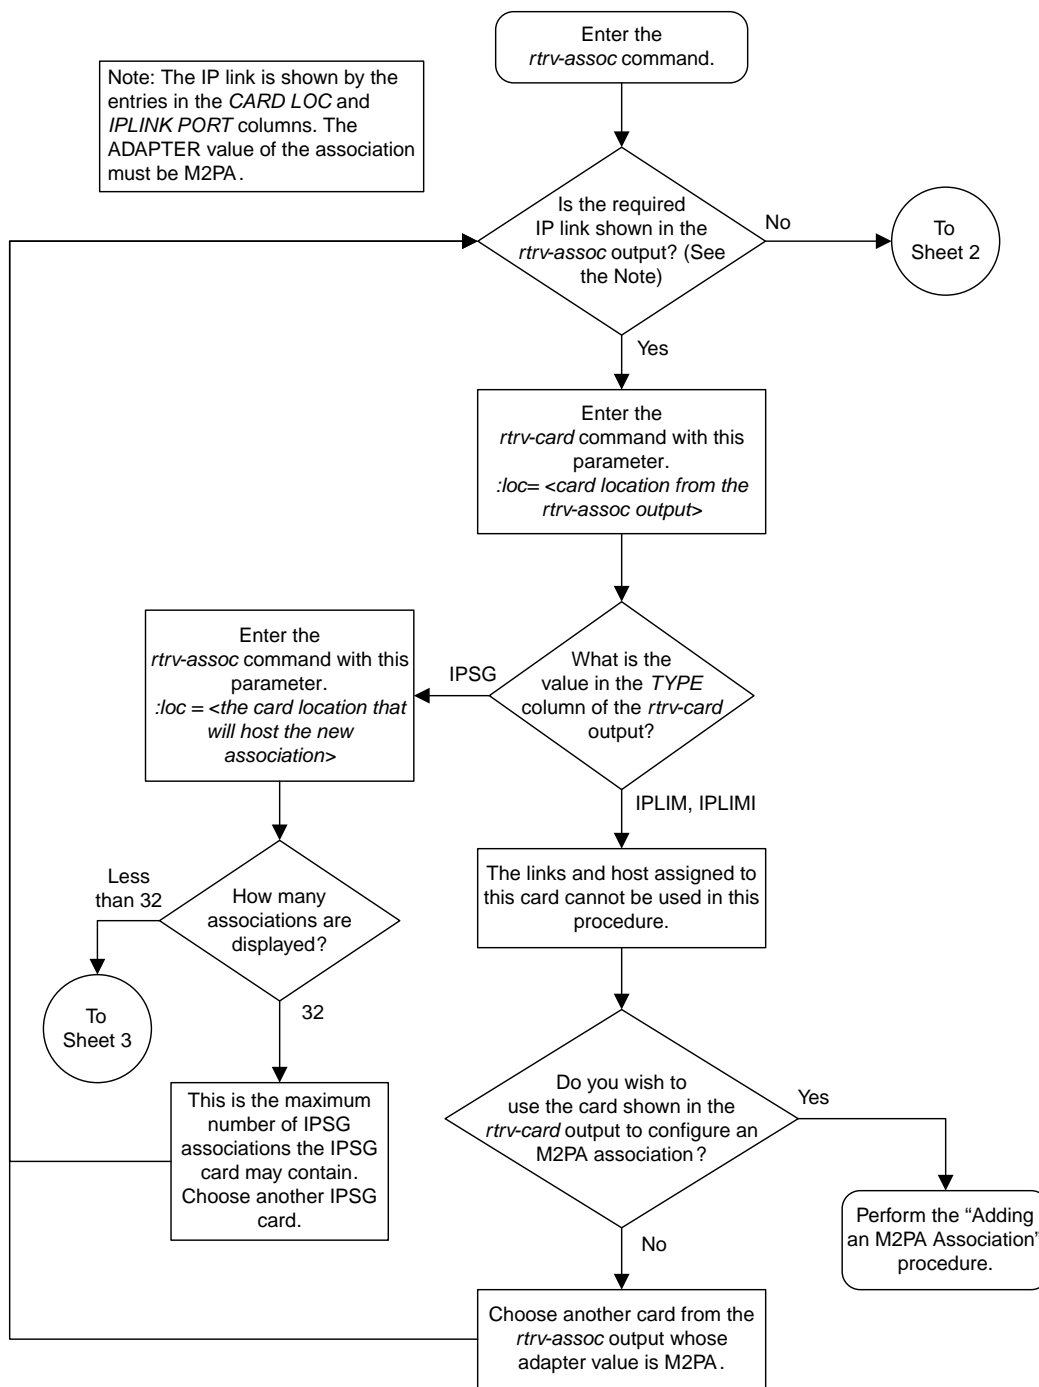 Enter the
rtrv-assoc command.
Note: The IP link is shown by the
entries in the CARD LOC and
IPLINK PORT columns. The
ADAPTER value of the association
must be M2PA.
Is the required
IP link shown in the
rtrv-assoc output? (See
the Note)
No
To
Sheet 2
Yes
Enter the
rtrv-card command with this
parameter.
:loc= <card location from the
rtrv-assoc output>
What is the
value in the TYPE
column of the rtrv-card
output?
IPSG
Enter the
rtrv-assoc command with this
parameter.
:loc = <the card location that
will host the new
association>
IPLIM, IPLIMI
How many
associations are
displayed?
Less
than 32
To
Sheet 3
32
This is the maximum
number of IPSG
associations the IPSG
card may contain.
Choose another IPSG
card.
The links and host assigned to
this card cannot be used in this
procedure.
Do you wish to
use the card shown in the
rtrv-card output to configure an
M2PA association?
Yes
Perform the “Adding
an M2PA Association”
procedure.
No
Choose another card from the
rtrv-assoc output whose
adapter value is M2PA.